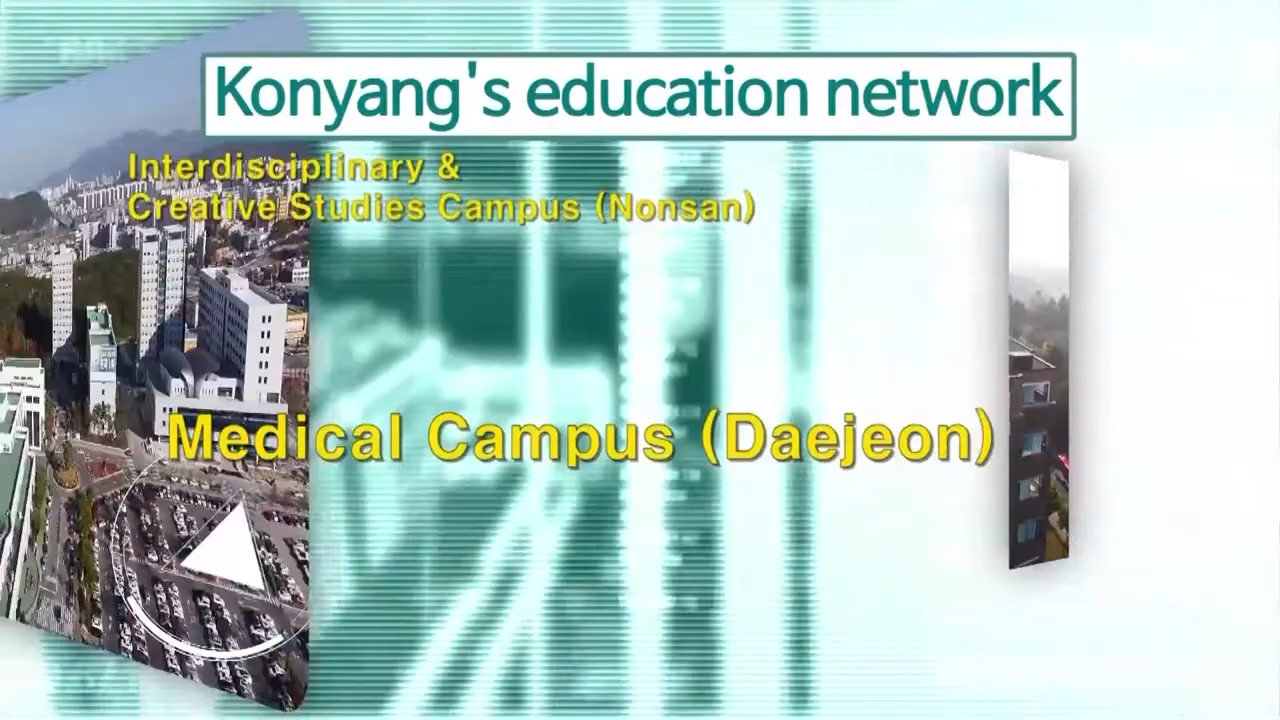 Konyang's education network
Interdisciplinary &
Creative Studies Campus (Nonsan)
Medical Campus (Daejeon)